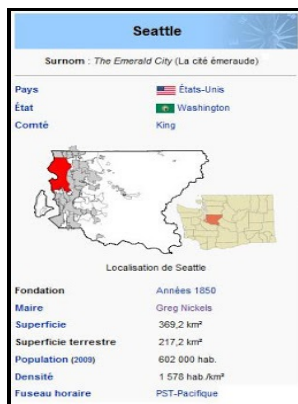 Seattle
Surnom : The Emerald City (La cité émeraude)
Pays États-Unis
État Washington
Comté King
Localisation de Seattle
Fondation Années 1850
Maire Greg Nickels
Superficie 369,2 km²
Superficie terrestre 217,2 km²
Population (2009) 602 000 hab.
Densité 1 578 hab./km²
Fuseau horaire PST-Pacifique